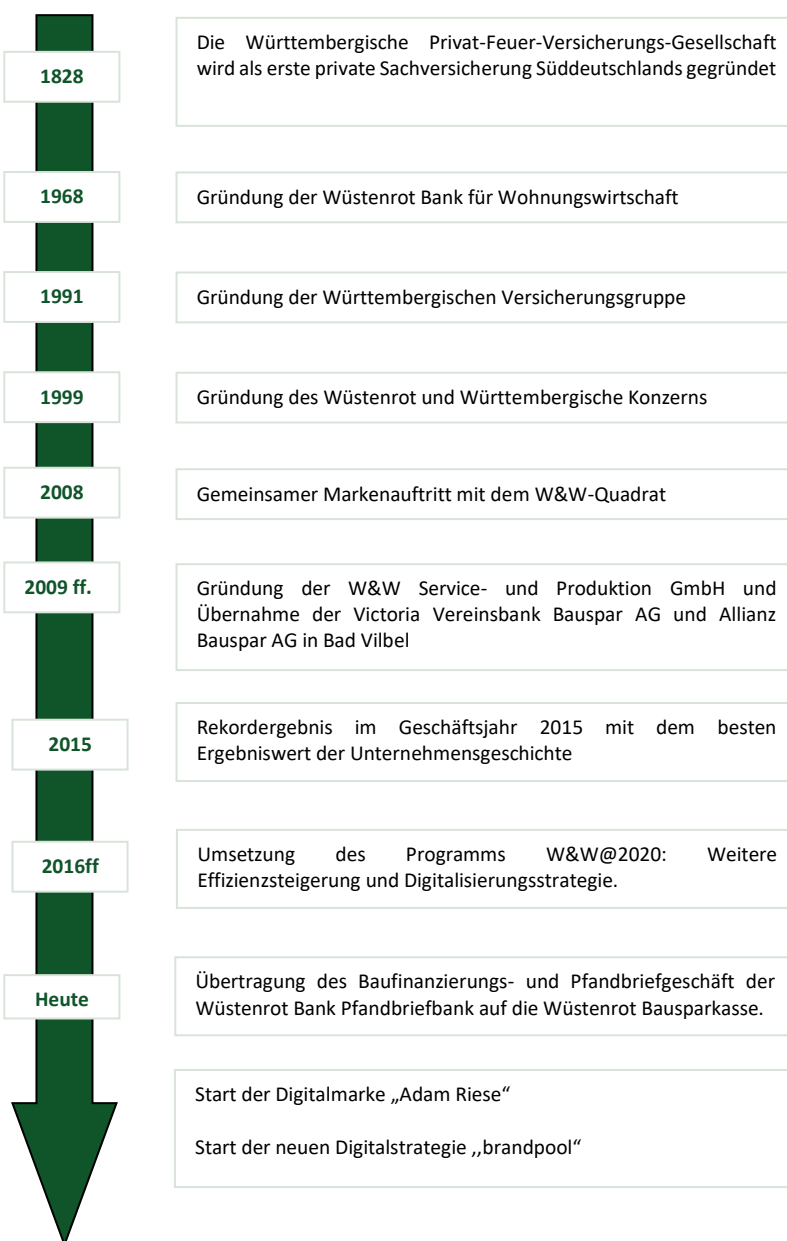 1828
Die Württembergische Privat-Feuer-Versicherungs-Gesellschaft
wird als erste private Sachversicherung Süddeutschlands gegründet
1968
Gründung der Wüstenrot Bank für Wohnungswirtschaft
1991
Gründung der Württembergischen Versicherungsgruppe
1999
Gründung des Wüstenrot und Württembergische Konzerns
2008
Gemeinsamer Markenauftritt mit dem W&W-Quadrat
2009 ff.
Gründung der W&W Service- und Produktion GmbH und
Übernahme der Victoria Vereinsbank Bauspar AG und Allianz
Bauspar AG in Bad Vilbel
2015
Rekordergebnis im Geschäftsjahr 2015 mit dem besten
Ergebniswert der Unternehmensgeschichte
2016ff
Umsetzung des Programms W&W@2020: Weitere
Effizienzsteigerung und Digitalisierungsstrategie.
Heute
Übertragung des Baufinanzierungs- und Pfandbriefgeschäft der
Wüstenrot Bank Pfandbriefbank auf die Wüstenrot Bausparkasse.
Start der Digitalmarke „Adam Riese“
Start der neuen Digitalstrategie ,,brandpool“